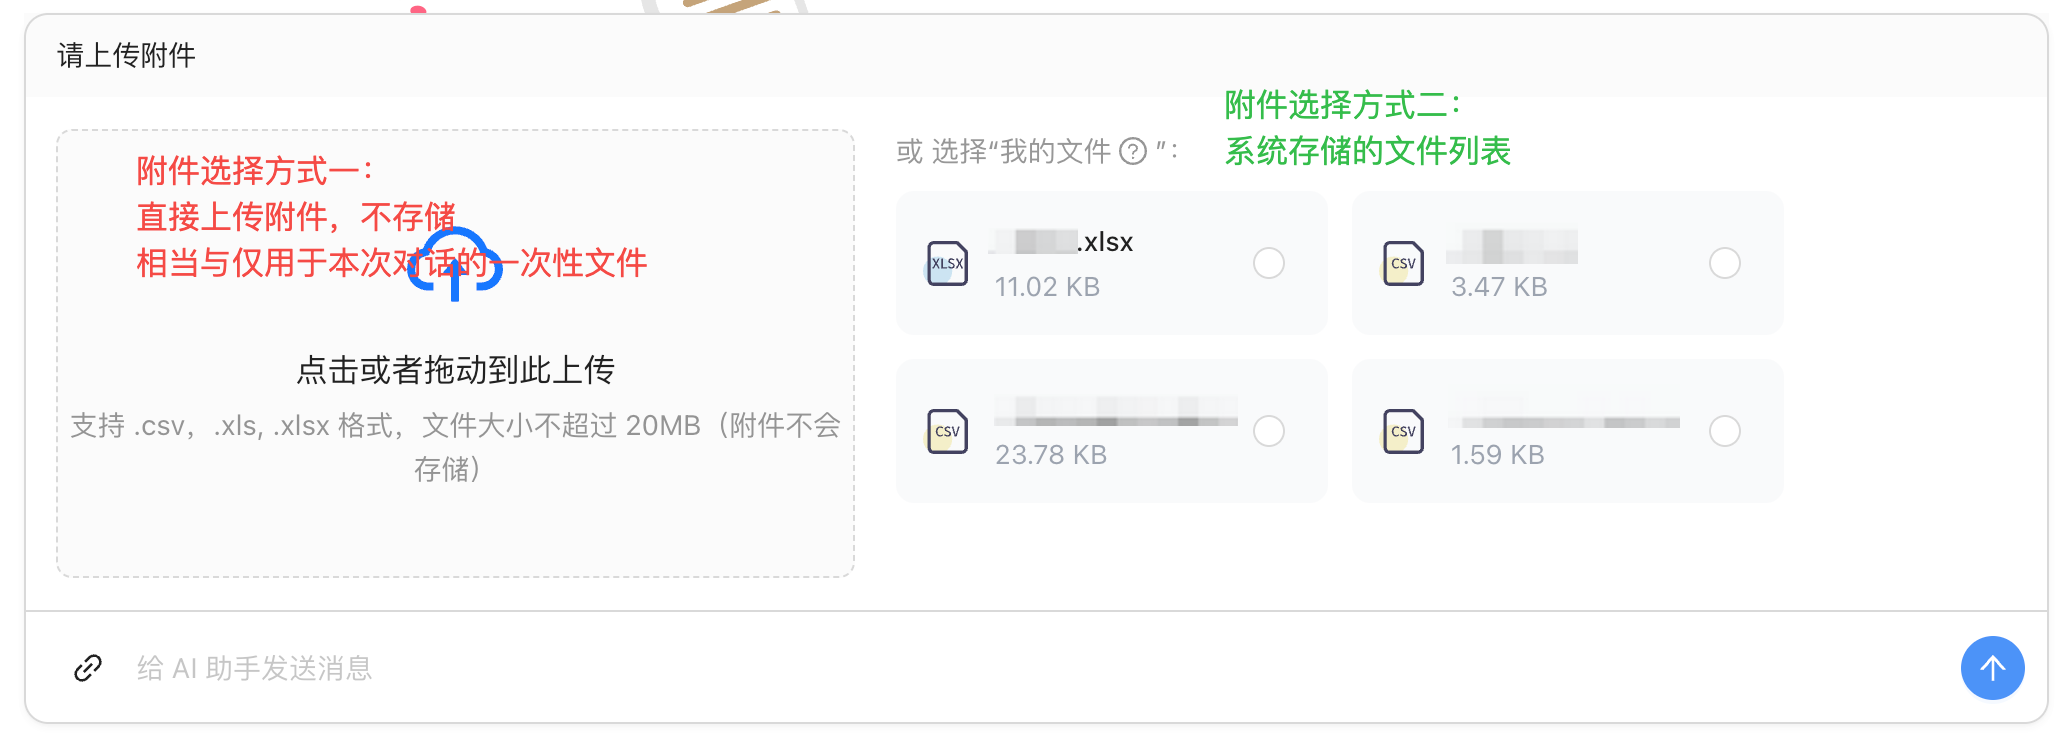 请上传附件
附件选择方式一：
直接上传附件，不存储
相当与仅用于本次对话的一次性文件
点击或者拖动到此上传
支持 .csv，.xls, .xlsx 格式，文件大小不超过 20MB（附件不会
存储）
附件选择方式二：
系统存储的文件列表
或 选择“我的文件 ? ”：
XLSX
.xlsx
11.02 KB
CSV
3.47 KB
CSV
23.78 KB
CSV
1.59 KB
给 AI 助手发送消息